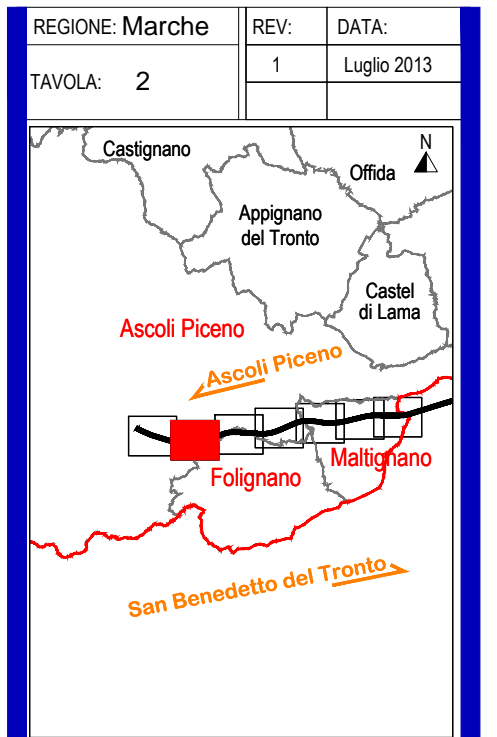 REGIONE: Marche
REV:
DATA:
TAVOLA: 2
1
Luglio 2013
Castignano
N
Offida
Appignano
del Tronto
Castel
di Lama
Ascoli Piceno
Ascoli Piceno
Maltignano
Folignano
San Benedetto del Tronto